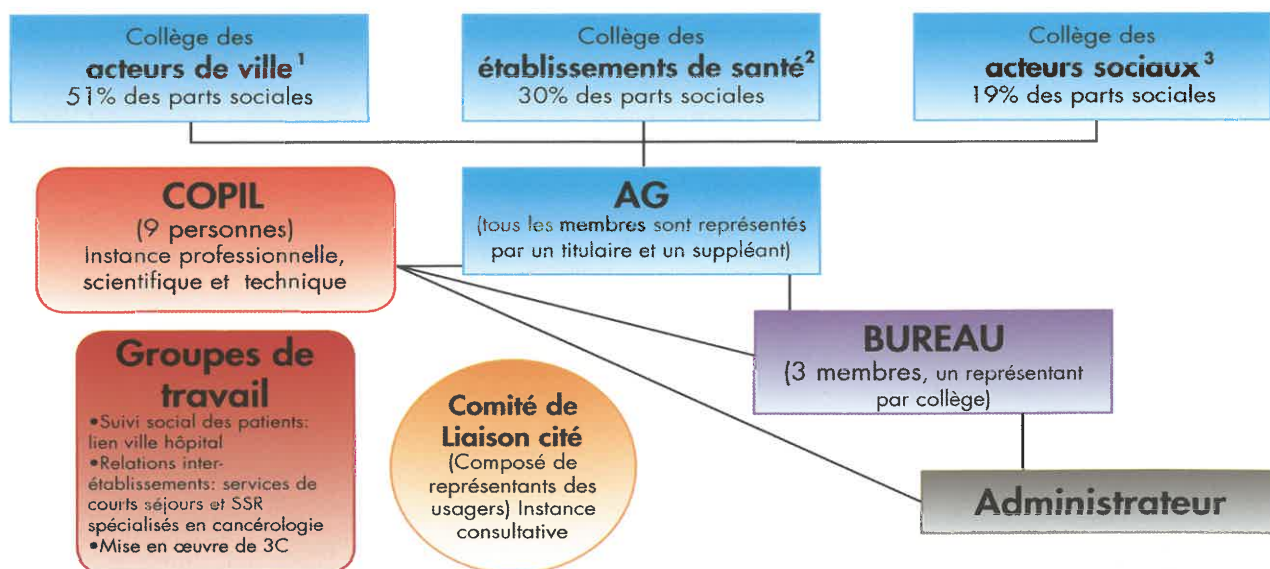 Collège des
acteurs de ville¹
51% des parts sociales
Collège des
établissements de santé²
30% des parts sociales
Collège des
acteurs sociaux³
19% des parts sociales
COPIL
(9 personnes)
Instance professionnelle,
scientifique et technique
AG
(tous les membres sont représentés
par un titulaire et un suppléant)
BUREAU
(3 membres, un représentant
par collège)
Groupes de
travail
•Suivi social des patients:
lien ville hôpital
•Relations inter-
établissements: services de
courts séjours et SSR
spécialisés en cancérologie
•Mise en œuvre de 3C
Comité de
Liaison cité
(Composé de
représentants des
usagers) Instance
consultative
Administrateur